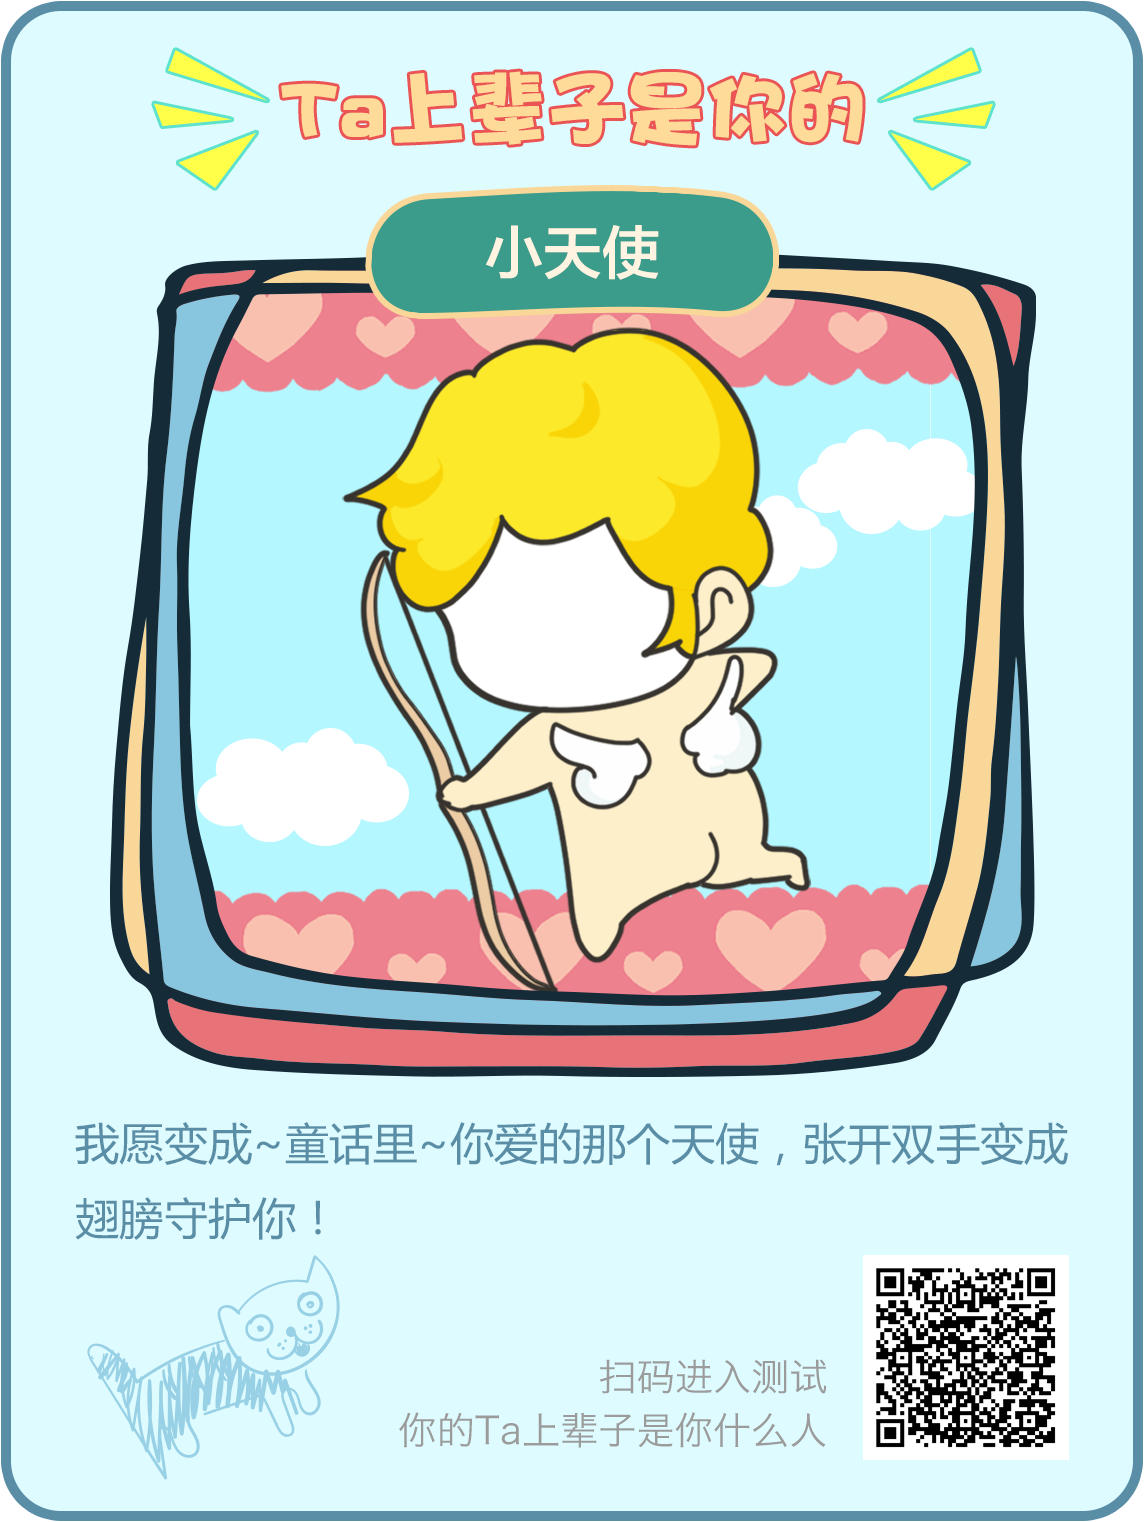 Ta上辈子是你的
小天使
我愿变成~童话里~你爱的那个天使，张开双手变成
翅膀守护你！
扫码进入测试
你的Ta上辈子是你什么人